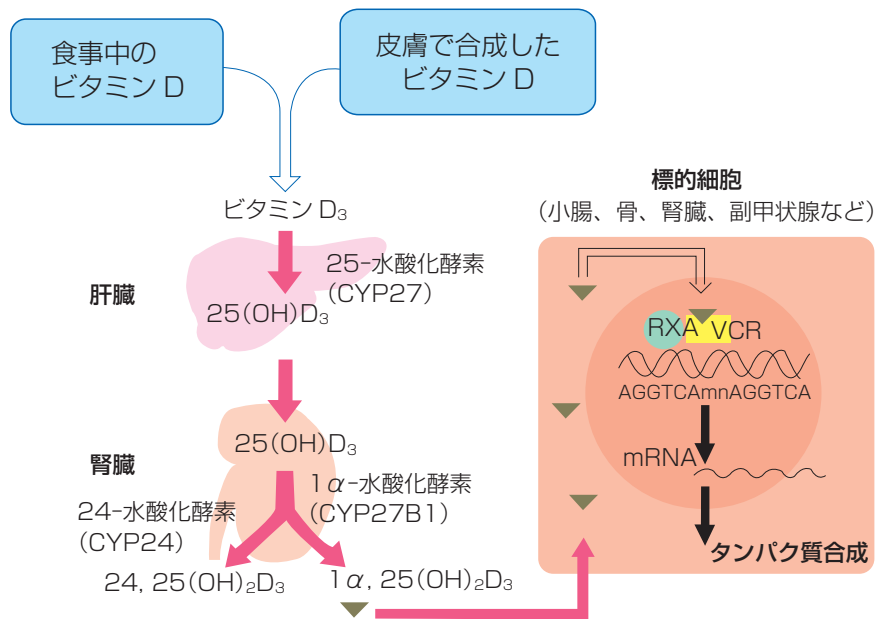 食事中の
ビタミン D
皮膚で合成した
ビタミン D
ビタミン D₃
肝臓
25-水酸化酵素
(CYP27)
25(OH)D₃
腎臓
25(OH)D₃
24-水酸化酵素
(CYP24)
1α-水酸化酵素
(CYP27B1)
24, 25(OH)₂D₃
1α, 25(OH)₂D₃
標的細胞
(小腸、骨、腎臓、副甲状腺など)
RXA VCR
AGGTCAmnAGGTCA
mRNA
タンパク質合成